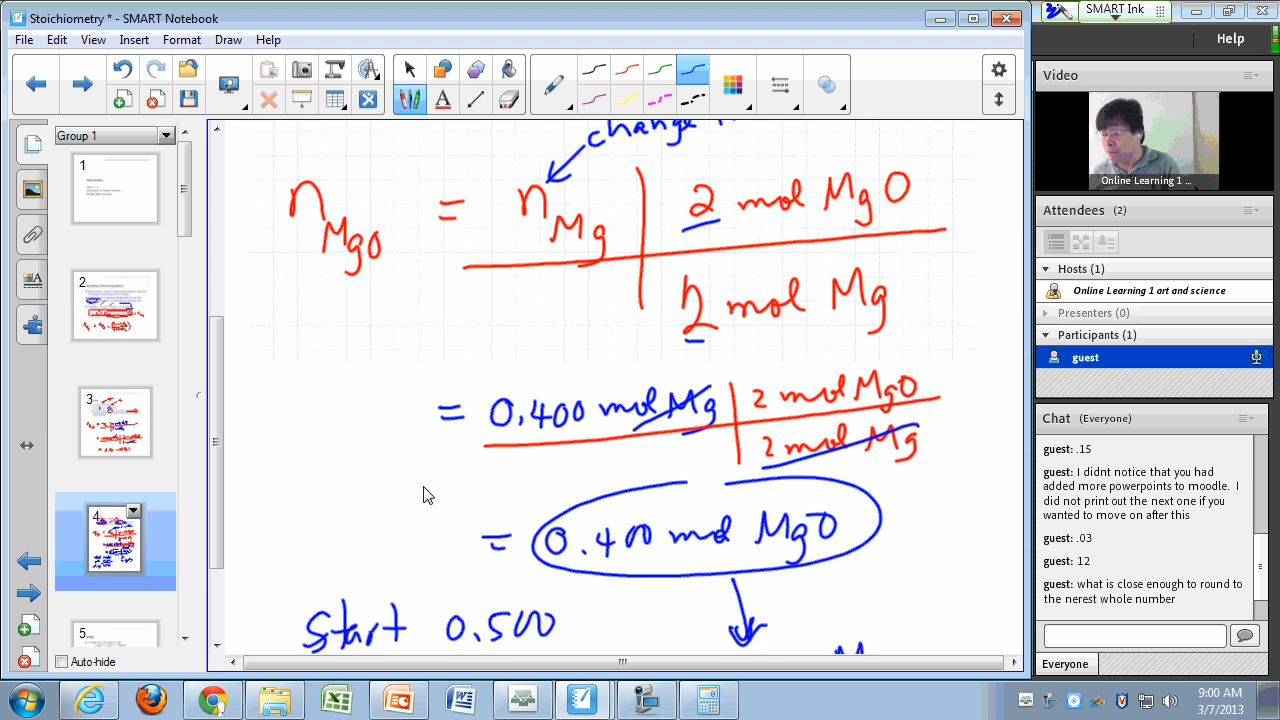 Stoichiometry * - SMART Notebook
SMART Ink
File Edit View Insert Format Draw Help
Help
Group 1
1
2
3
4
5
Auto-hide
change
n MgO = n Mg | 2 mol MgO
2 mol Mg
= 0.400 mol Mg | 2 mol MgO
2 mol Mg
= 0.400 mol MgO
Start 0.500
Video
Online Learning 1 ...
Attendees (2)
Hosts (1)
Online Learning 1 art and science
Presenters (0)
Participants (1)
guest
Chat (Everyone)
guest: .15
guest: I didnt notice that you had
added more powerpoints to moodle. I
did not print out the next one if you
wanted to move on after this
guest: .03
guest: 12
guest: what is close enough to round to
the nerest whole number
Everyone
9:00 AM
3/7/2013